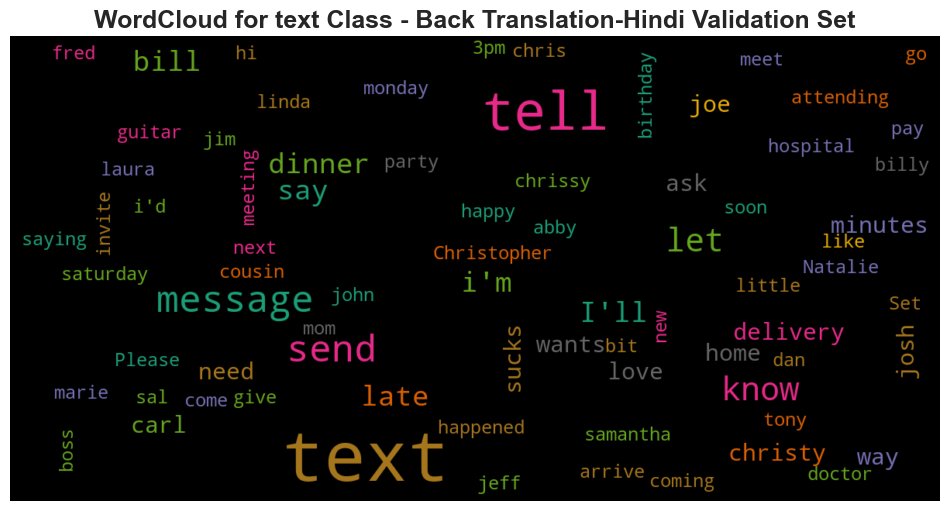 WordCloud for text Class - Back Translation-Hindi Validation Set
fred
bill
hi
3pm
chris
meet
go
linda
monday
tell
birthday
joe
attending
guitar
jim
hospital
pay
laura
meeting
dinner
party
billy
say
chrissy
ask
invite
i'd
happy
soon
minutes
saying
abby
let
like
next
Christopher
saturday
cousin
i'm
Natalie
message
john
I'll
little
new
Set
mom
send
sucks
wants
bit
delivery
josh
Please
home
dan
need
love
marie
sal
come
give
late
know
carl
happened
samantha
tony
boss
text
christy
way
jeff
arrive
coming
doctor